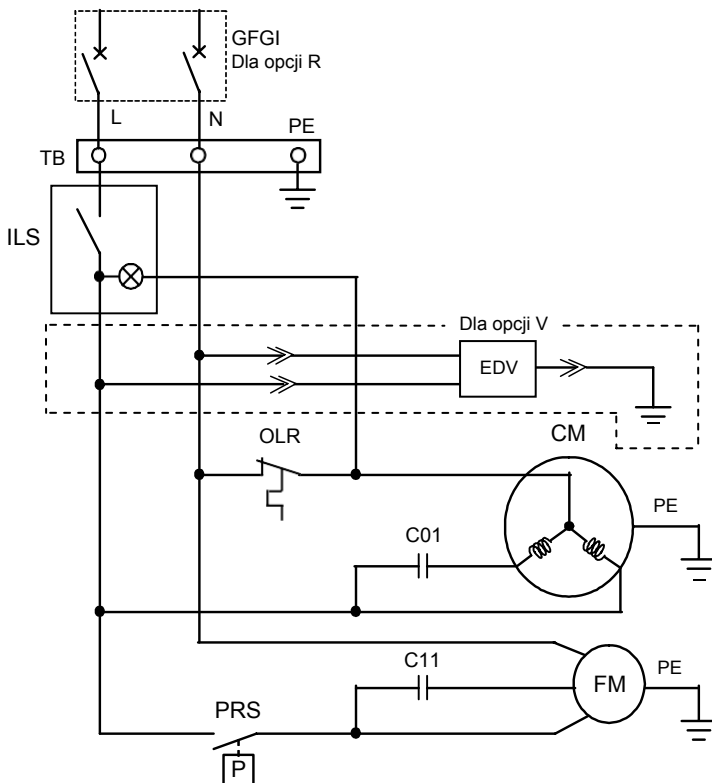 GFGI
Dla opcji R
L
N
PE
TB
ILS
Dla opcji V
EDV
OLR
CM
PE
C01
C11
FM
PE
PRS
P